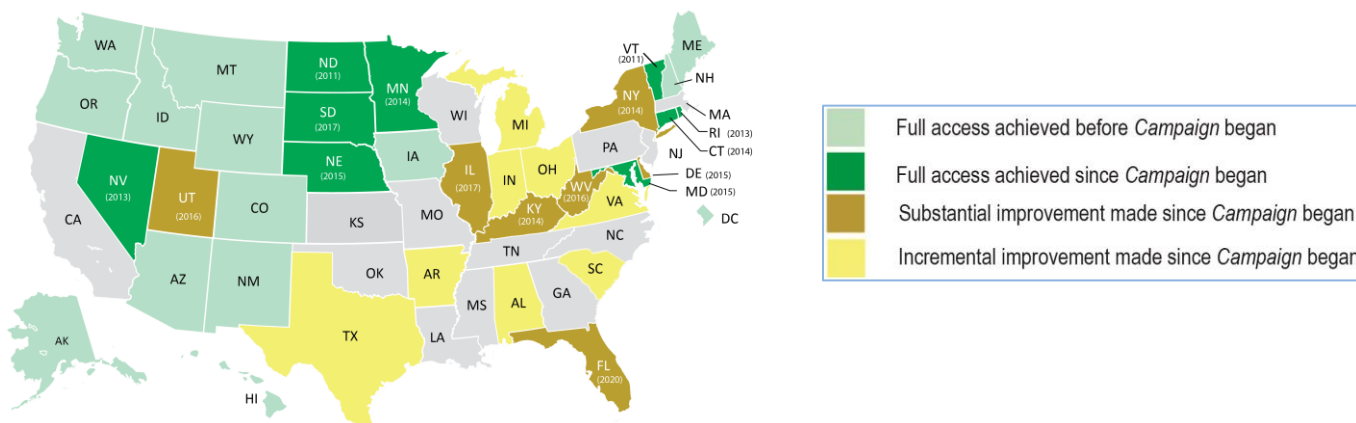 WA
MT
ND
(2011)
MN
(2014)
VT
(2011)
ME
NH
OR
ID
WY
SD
(2017)
WI
MI
NY
(2014)
MA
RI (2013)
CT (2014)
NV
(2013)
UT
(2016)
CO
NE
(2015)
IA
IL
(2017)
IN
OH
PA
NJ
DE (2015)
MD (2015)
CA
KS
MO
KY
(2014)
WV
(2016)
VA
DC
AZ
NM
OK
AR
TN
NC
SC
TX
LA
MS
AL
GA
FL
(2020)
AK
HI
Full access achieved before Campaign began
Full access achieved since Campaign began
Substantial improvement made since Campaign began
Incremental improvement made since Campaign began